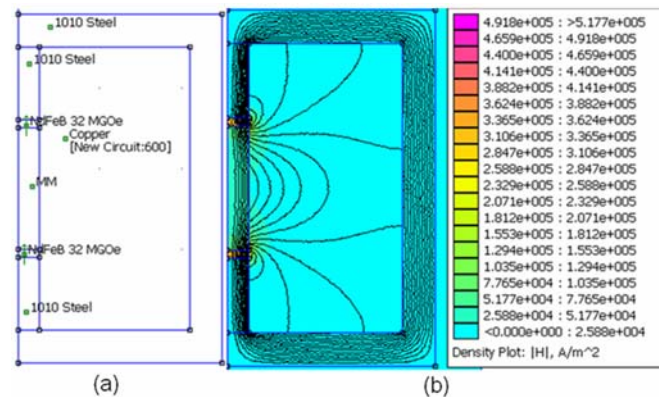 1010 Steel
1010 Steel
NdFeB 32 MGOe
Copper
[New Circuit:600]
MM
NdFeB 32 MGOe
1010 Steel
(a)
(b)
4.918e+005 : >5.177e+005
4.659e+005 : 4.918e+005
4.400e+005 : 4.659e+005
4.141e+005 : 4.400e+005
3.882e+005 : 4.141e+005
3.624e+005 : 3.882e+005
3.365e+005 : 3.624e+005
3.106e+005 : 3.365e+005
2.847e+005 : 3.106e+005
2.588e+005 : 2.847e+005
2.329e+005 : 2.588e+005
2.071e+005 : 2.329e+005
1.812e+005 : 2.071e+005
1.553e+005 : 1.812e+005
1.294e+005 : 1.553e+005
1.035e+005 : 1.294e+005
7.765e+004 : 1.035e+005
5.177e+004 : 7.765e+004
2.588e+004 : 5.177e+004
<0.000e+000 : 2.588e+004
Density Plot: |H|, A/m^2